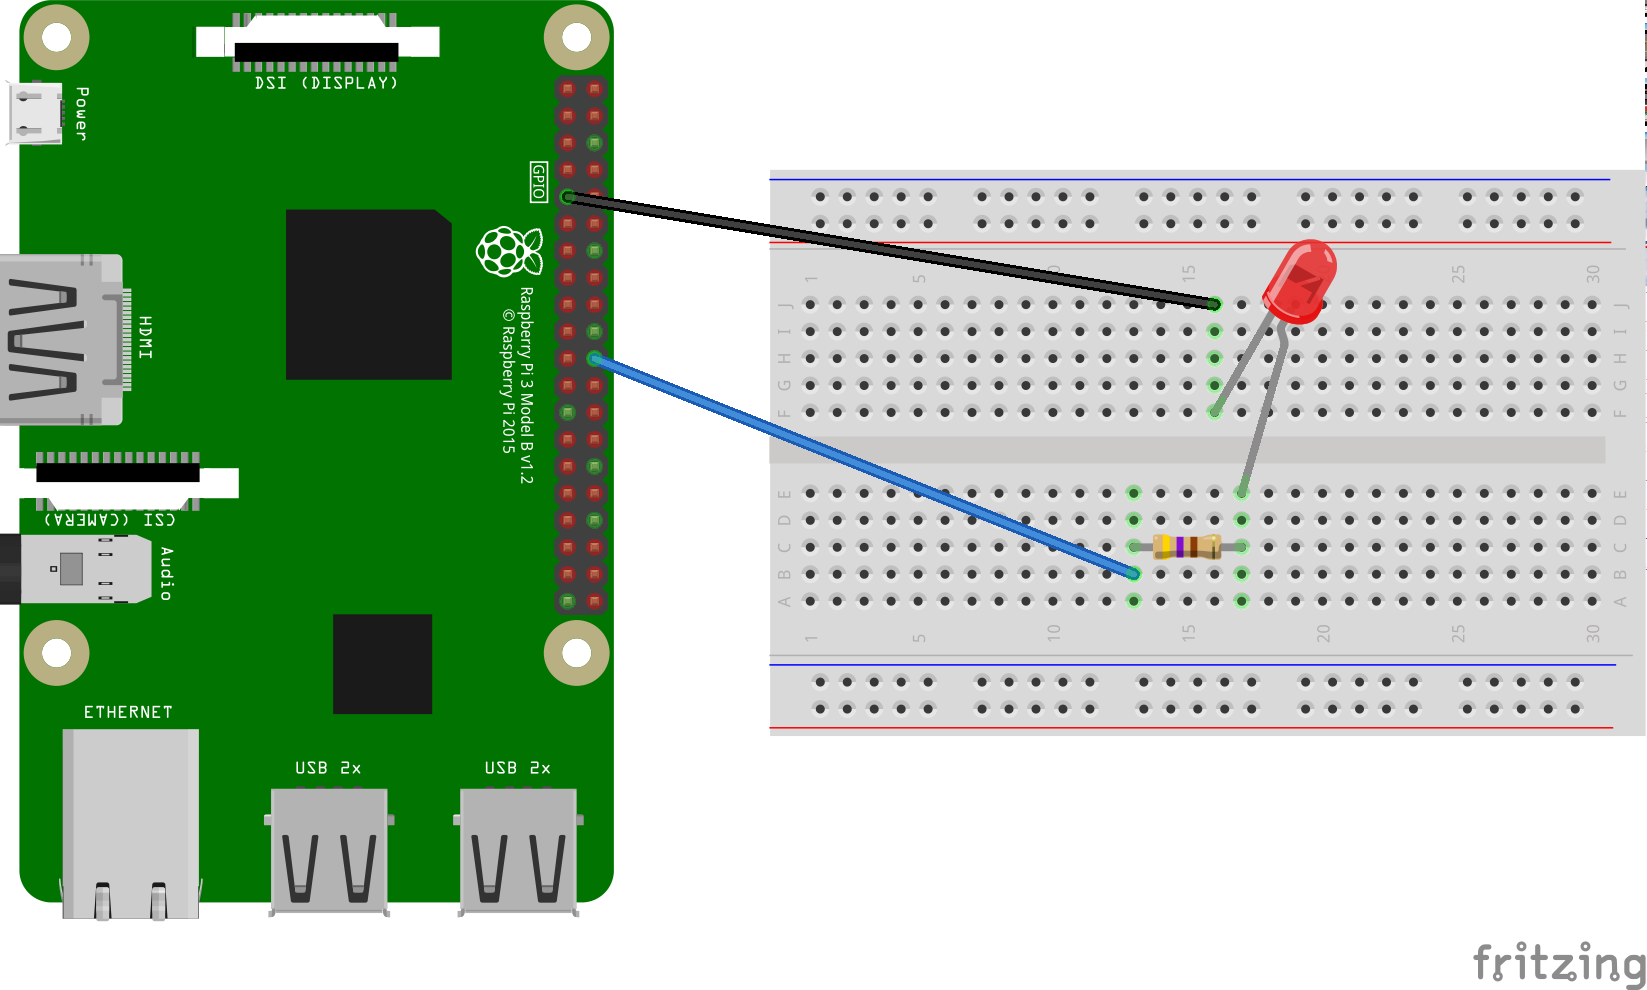 DSI (DISPLAY)
Power
GPIO
HDMI
Raspberry Pi 3 Model B v1.2
© Raspberry Pi 2015
CSI (CAMERA)
Audio
ETHERNET
USB 2x
USB 2x
1 5 10 15 25 30
J J
I I
H H
G G
F F
E E
D D
C C
B B
A A
1 5 10 15 20 25 30
fritzing